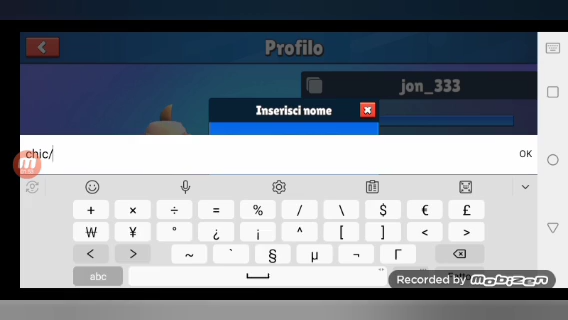 Profilo
jon_333
Inserisci nome
chic/
OK
+ × ÷ = % / \ $ € £
₩ ¥ ° ¿ ¡ ^ [ ] < >
< > ~ ` § µ ¬ Γ
abc
Recorded by mobizen